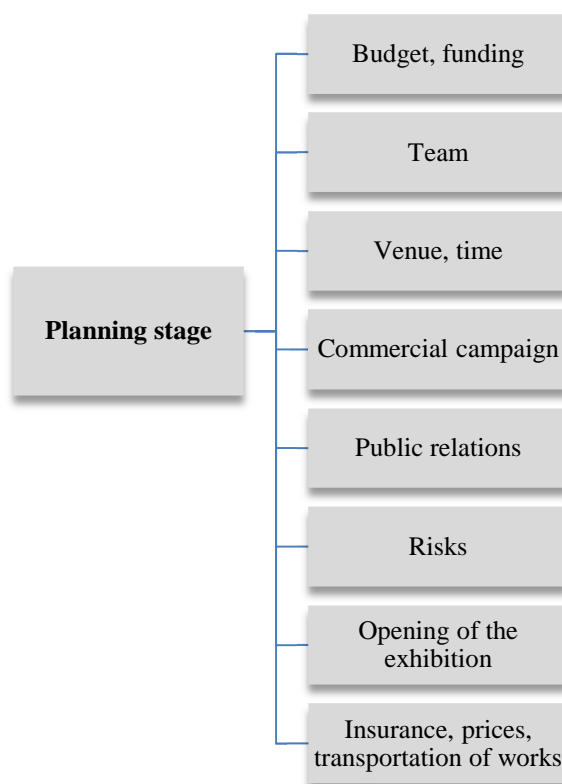 Budget, funding
Team
Venue, time
Planning stage
Commercial campaign
Public relations
Risks
Opening of the
exhibition
Insurance, prices,
transportation of works